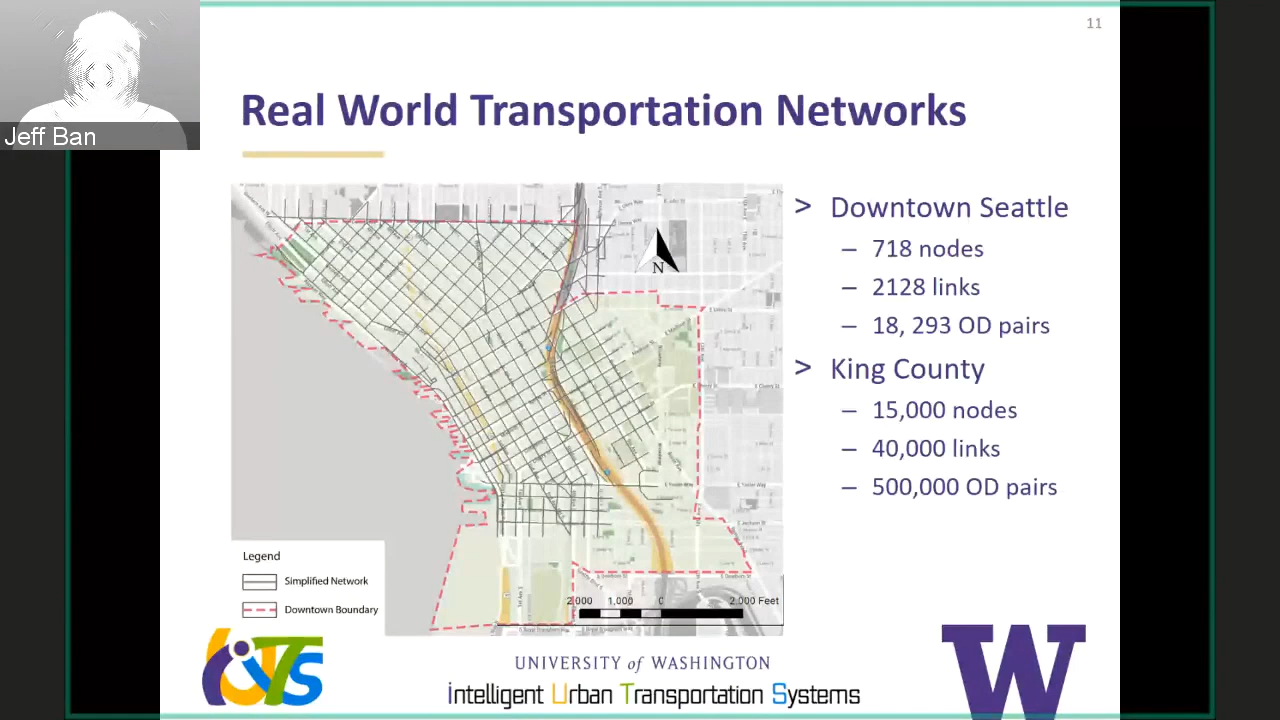 11
Jeff Ban
Real World Transportation Networks
> Downtown Seattle
– 718 nodes
– 2128 links
– 18, 293 OD pairs
> King County
– 15,000 nodes
– 40,000 links
– 500,000 OD pairs
N
Legend
Simplified Network
Downtown Boundary
2,000 1,000 0 2,000 Feet
UNIVERSITY of WASHINGTON
intelligent Urban Transportation Systems
iUTS
W